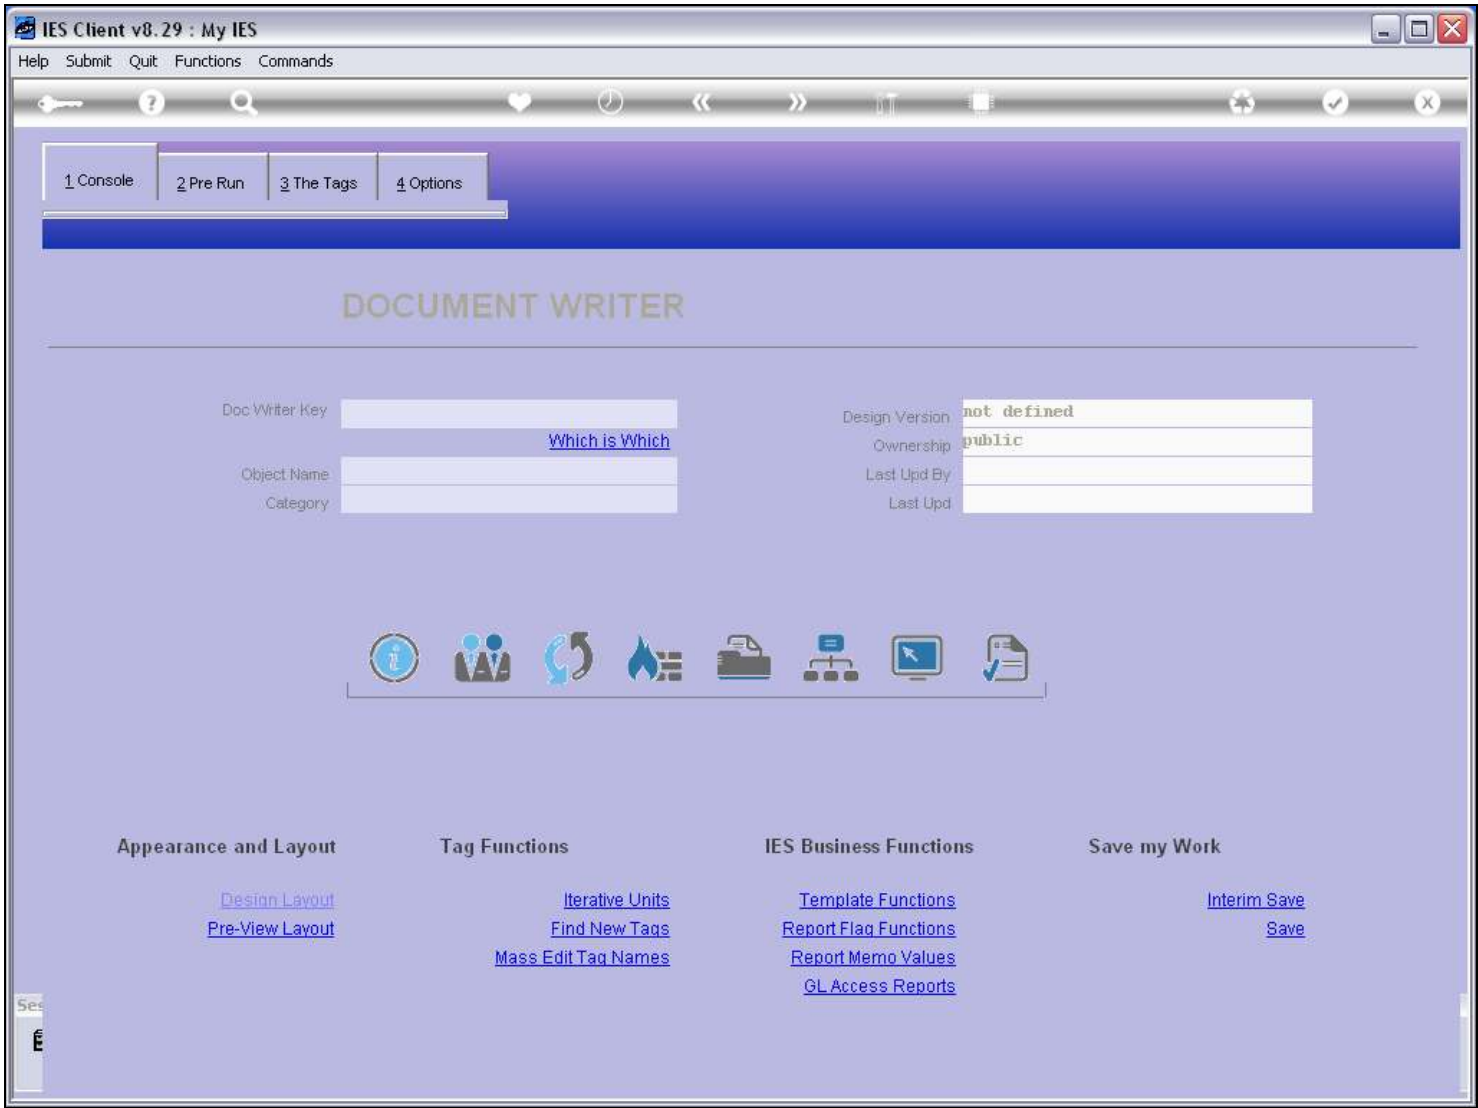 IES Client v8.29 : My IES
Help Submit Quit Functions Commands
1 Console 2 Pre Run 3 The Tags 4 Options
DOCUMENT WRITER
Doc Writer Key
Design Version not defined
Which is Which
Ownership public
Object Name
Last Upd By
Category
Last Upd
Appearance and Layout
Tag Functions
IES Business Functions
Save my Work
Design Layout
Iterative Units
Template Functions
Interim Save
Pre-View Layout
Find New Tags
Report Flag Functions
Save
Mass Edit Tag Names
Report Memo Values
GL Access Reports
Ses